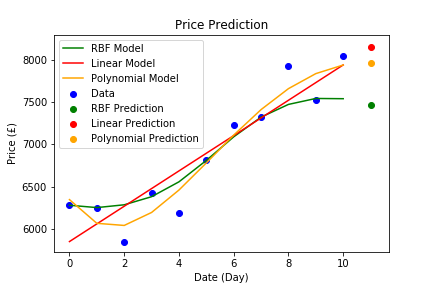 Price Prediction
RBF Model
Linear Model
Polynomial Model
Data
RBF Prediction
Linear Prediction
Polynomial Prediction
8000
7500
7000
6500
6000
Price (£)
0 2 4 6 8 10
Date (Day)